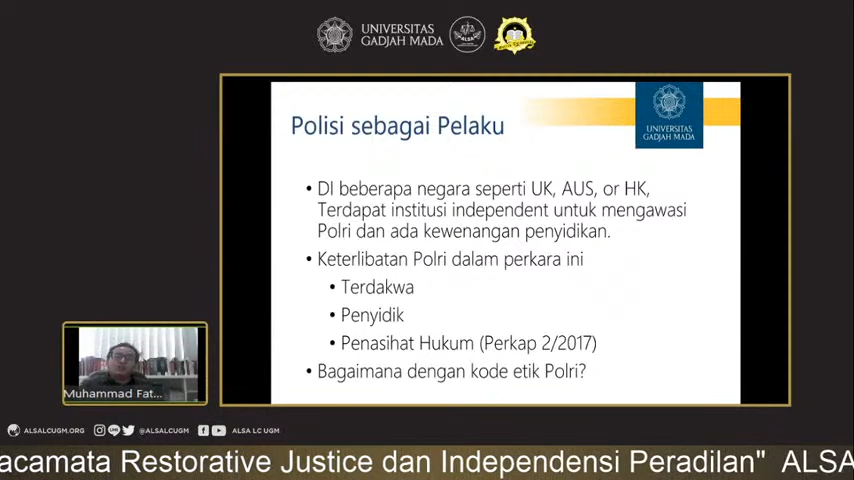 UNIVERSITAS
GADJAH MADA
ALSA
Polisi sebagai Pelaku
UNIVERSITAS
GADJAH MADA
• DI beberapa negara seperti UK, AUS, or HK,
Terdapat institusi independent untuk mengawasi
Polri dan ada kewenangan penyidikan.
• Keterlibatan Polri dalam perkara ini
• Terdakwa
• Penyidik
• Penasihat Hukum (Perkap 2/2017)
• Bagaimana dengan kode etik Polri?
Muhammad Fat...
ALSALCUGM.ORG
@ALSALCUGM
ALSA LC UGM
acamata Restorative Justice dan Independensi Peradilan" ALSA